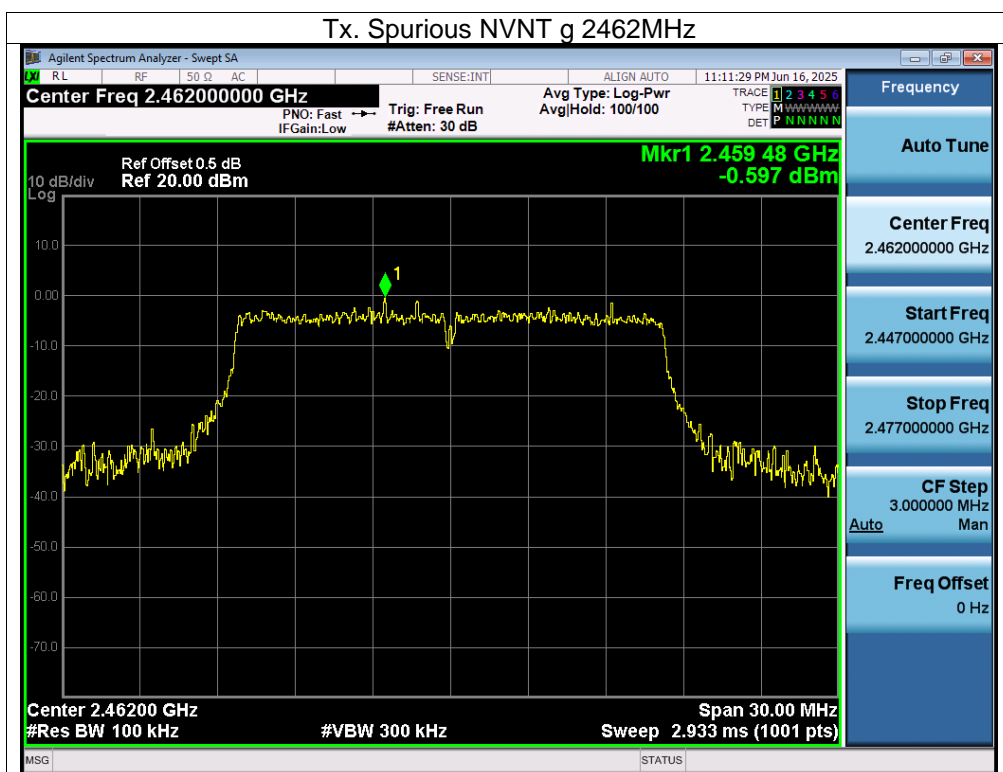 Tx. Spurious NVNT g 2462MHz
Agilent Spectrum Analyzer - Swept SA
LXI RL RF 50 Ω AC SENSE:INT ALIGN AUTO 11:11:29 PM Jun 16, 2025
Center Freq 2.462000000 GHz
PNO: Fast
IFGain:Low
Trig: Free Run
#Atten: 30 dB
Avg Type: Log-Pwr
Avg|Hold: 100/100
TRACE 1 2 3 4 5 6
TYPE M WWWWW
DET P N N N N N
Mkr1 2.459 48 GHz
-0.597 dBm
Ref Offset 0.5 dB
10 dB/div Ref 20.00 dBm
Log
10.0
0.00
-10.0
-20.0
-30.0
-40.0
-50.0
-60.0
-70.0
1
Center 2.46200 GHz Span 30.00 MHz
#Res BW 100 kHz #VBW 300 kHz Sweep 2.933 ms (1001 pts)
MSG STATUS
Frequency
Auto Tune
Center Freq
2.462000000 GHz
Start Freq
2.447000000 GHz
Stop Freq
2.477000000 GHz
CF Step
3.000000 MHz
Auto Man
Freq Offset
0 Hz